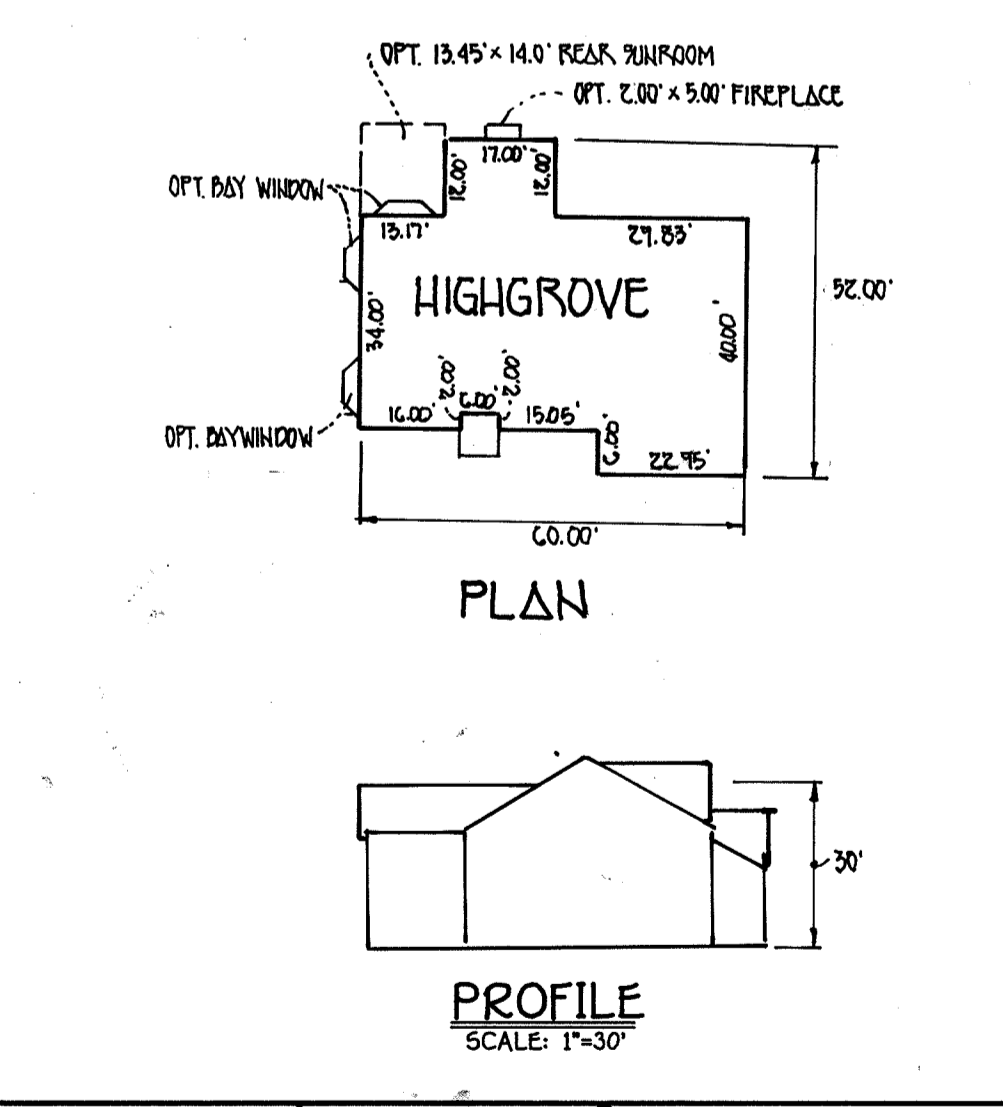 OPT. 13.45' × 14.0' REAR SUNROOM
OPT. 2.00' × 5.00' FIREPLACE
17.00'
12.00'
12.00'
OPT. BAY WINDOW
13.17'
29.83'
HIGHGROVE
52.00'
34.00'
40.00'
2.00'
6.00'
2.00'
16.00'
15.05'
OPT. BAYWINDOW
6.00'
22.95'
60.00'
PLAN
30'
PROFILE
SCALE: 1"=30'